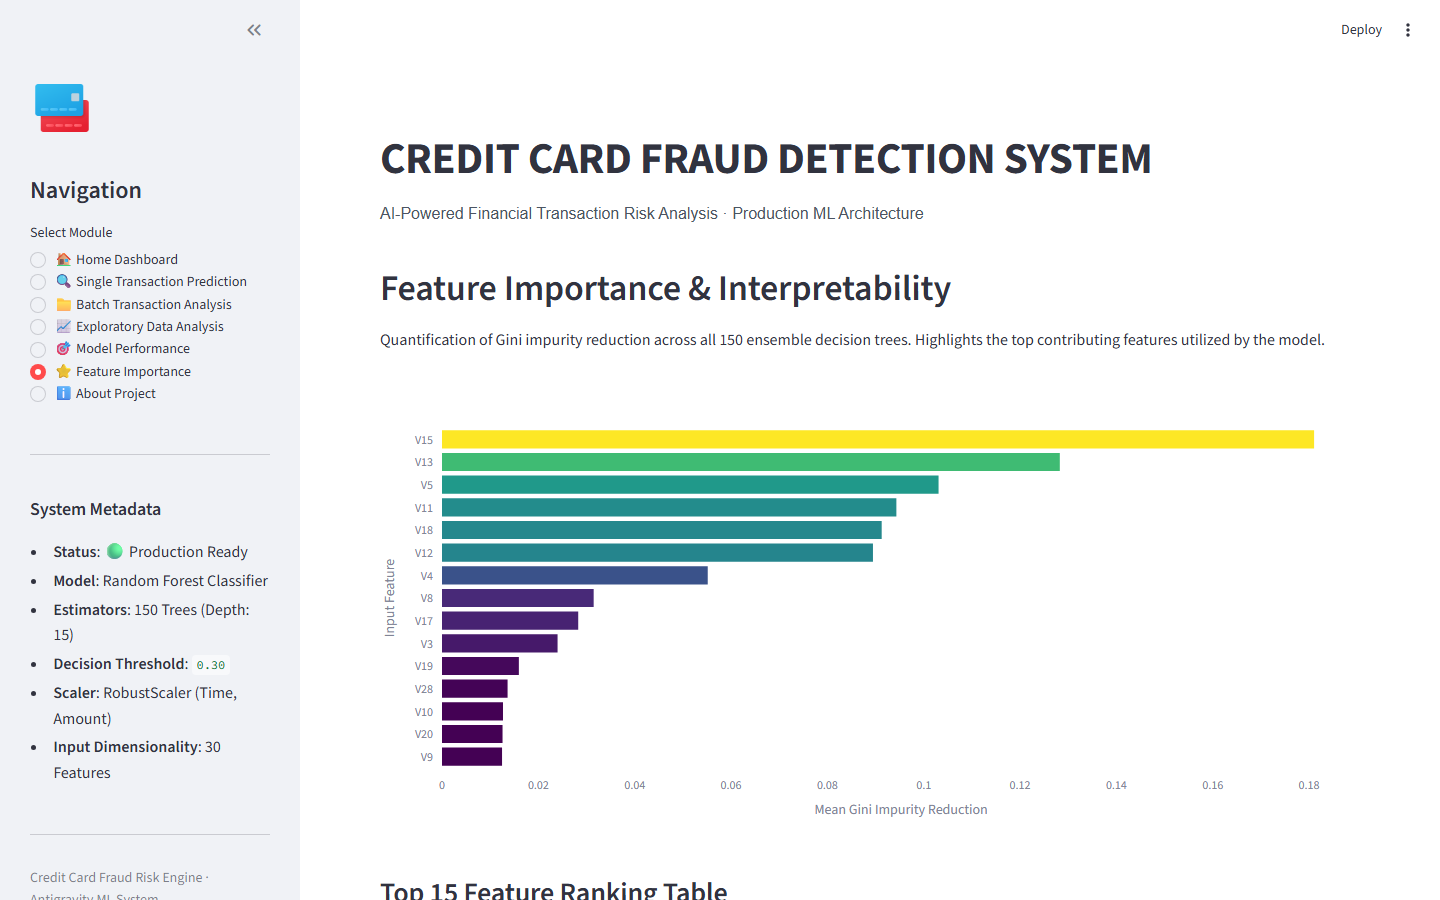 Deploy
Navigation
Select Module
Home Dashboard
Single Transaction Prediction
Batch Transaction Analysis
Exploratory Data Analysis
Model Performance
Feature Importance
About Project
System Metadata
Status: Production Ready
Model: Random Forest Classifier
Estimators: 150 Trees (Depth:
15)
Decision Threshold: 0.30
Scaler: RobustScaler (Time,
Amount)
Input Dimensionality: 30
Features
Credit Card Fraud Risk Engine ·
Antigravity ML System
CREDIT CARD FRAUD DETECTION SYSTEM
AI-Powered Financial Transaction Risk Analysis · Production ML Architecture
Feature Importance & Interpretability
Quantification of Gini impurity reduction across all 150 ensemble decision trees. Highlights the top contributing features utilized by the model.
Input Feature
V15
V13
V5
V11
V18
V12
V4
V8
V17
V3
V19
V28
V10
V20
V9
0 0.02 0.04 0.06 0.08 0.1 0.12 0.14 0.16 0.18
Mean Gini Impurity Reduction
Top 15 Feature Ranking Table